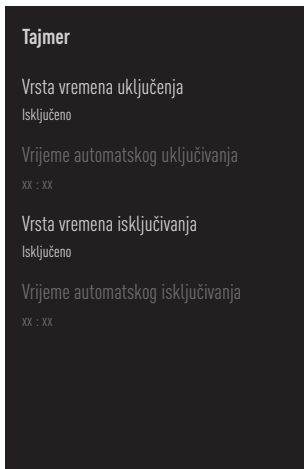 Tajmer
Vrsta vremena uključenja
Isključeno
Vrijeme automatskog uključivanja
xx : xx
Vrsta vremena isključivanja
Isključeno
Vrijeme automatskog isključivanja
xx : xx